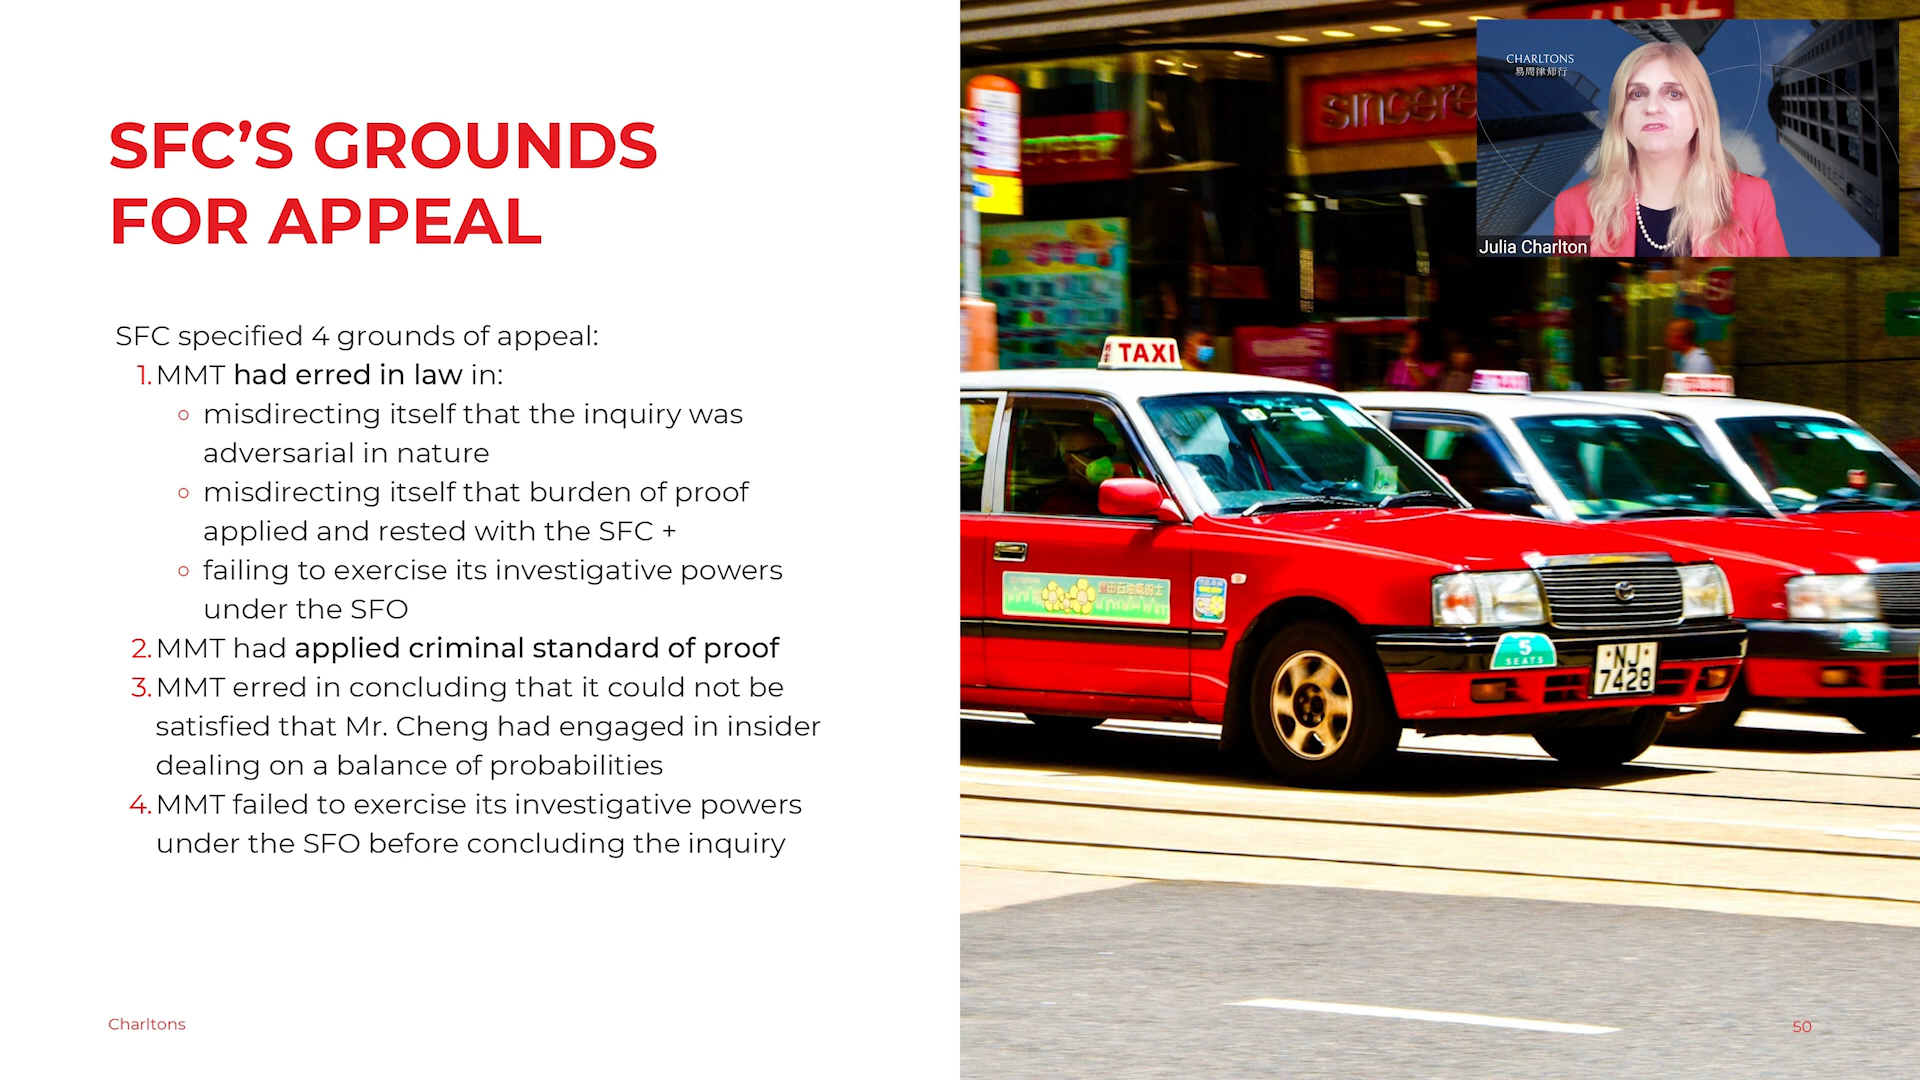 SFC’S GROUNDS
FOR APPEAL
SFC specified 4 grounds of appeal:
1. MMT had erred in law in:
○ misdirecting itself that the inquiry was
adversarial in nature
○ misdirecting itself that burden of proof
applied and rested with the SFC +
○ failing to exercise its investigative powers
under the SFO
2. MMT had applied criminal standard of proof
3. MMT erred in concluding that it could not be
satisfied that Mr. Cheng had engaged in insider
dealing on a balance of probabilities
4. MMT failed to exercise its investigative powers
under the SFO before concluding the inquiry
Charltons
50
CHARLTONS
易周律师行
Julia Charlton
sincere
TAXI
5
SEATS
NJ
7428